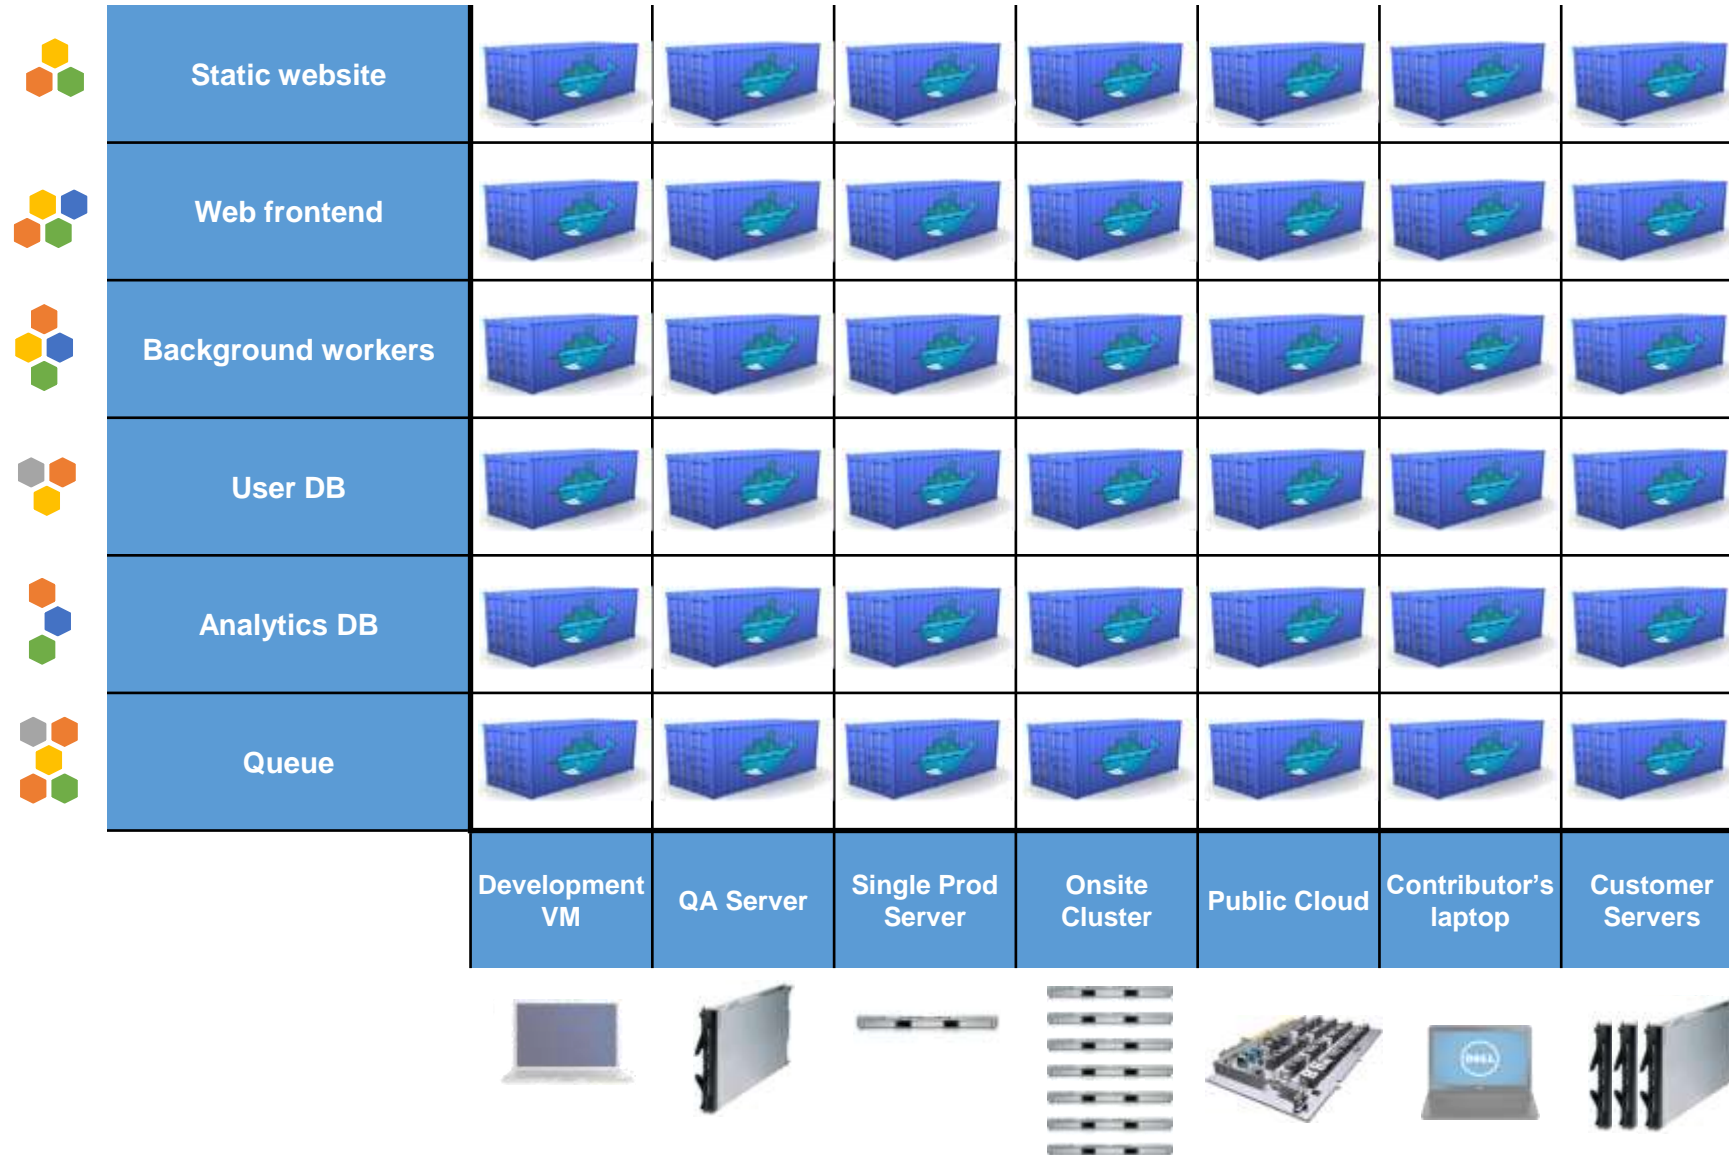 Static website
Web frontend
Background workers
User DB
Analytics DB
Queue
Development
VM
QA Server
Single Prod
Server
Onsite
Cluster
Public Cloud
Contributor’s
laptop
Customer
Servers
DELL